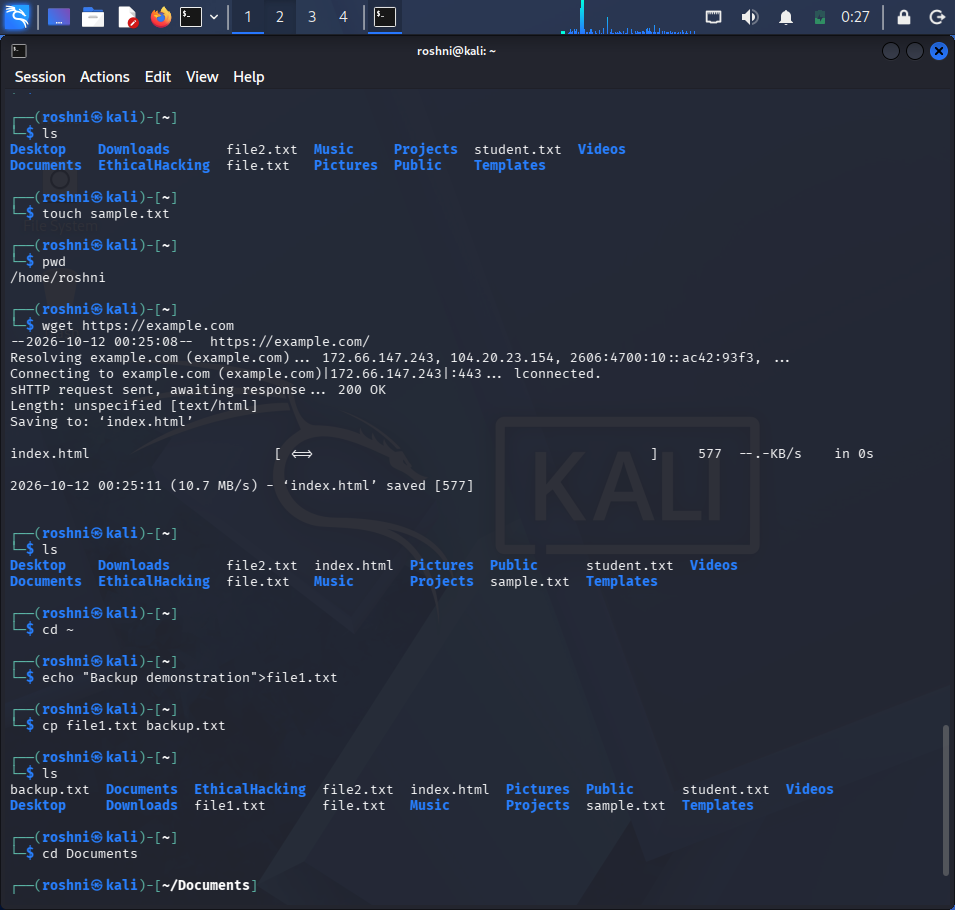 1 2 3 4 0:27
roshni@kali: ~
Session Actions Edit View Help
┌──(roshni㉿kali)-[~]
└─$ ls
Desktop Downloads file2.txt Music Projects student.txt Videos
Documents EthicalHacking file.txt Pictures Public Templates
┌──(roshni㉿kali)-[~]
└─$ touch sample.txt
File System
┌──(roshni㉿kali)-[~]
└─$ pwd
/home/roshni
┌──(roshni㉿kali)-[~]
└─$ wget https://example.com
--2026-10-12 00:25:08--  https://example.com/
Resolving example.com (example.com)... 172.66.147.243, 104.20.23.154, 2606:4700:10::ac42:93f3, ...
Connecting to example.com (example.com)|172.66.147.243|:443... lconnected.
sHTTP request sent, awaiting response... 200 OK
Length: unspecified [text/html]
Saving to: ‘index.html’
index.html [ <=> ] 577 --.-KB/s in 0s
2026-10-12 00:25:11 (10.7 MB/s) - ‘index.html’ saved [577]
KALI
┌──(roshni㉿kali)-[~]
└─$ ls
Desktop Downloads file2.txt index.html Pictures Public student.txt Videos
Documents EthicalHacking file.txt Music Projects sample.txt Templates
┌──(roshni㉿kali)-[~]
└─$ cd ~
┌──(roshni㉿kali)-[~]
└─$ echo "Backup demonstration">file1.txt
┌──(roshni㉿kali)-[~]
└─$ cp file1.txt backup.txt
┌──(roshni㉿kali)-[~]
└─$ ls
backup.txt Documents EthicalHacking file2.txt index.html Pictures Public student.txt Videos
Desktop Downloads file1.txt file.txt Music Projects sample.txt Templates
┌──(roshni㉿kali)-[~]
└─$ cd Documents
┌──(roshni㉿kali)-[~/Documents]